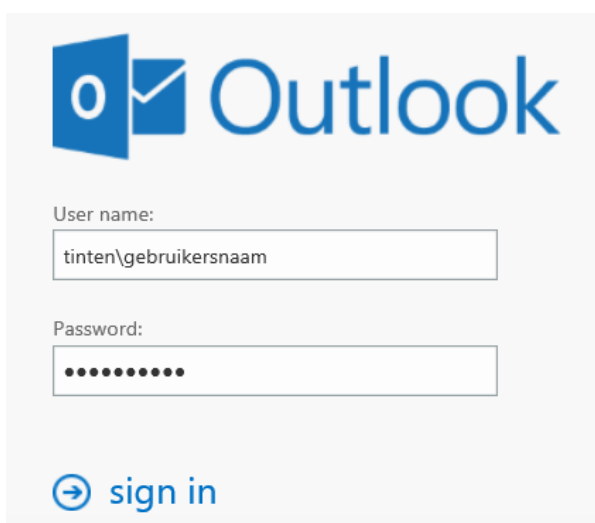 Outlook
User name:
tinten\gebruikersnaam
Password:
••••••••••
sign in